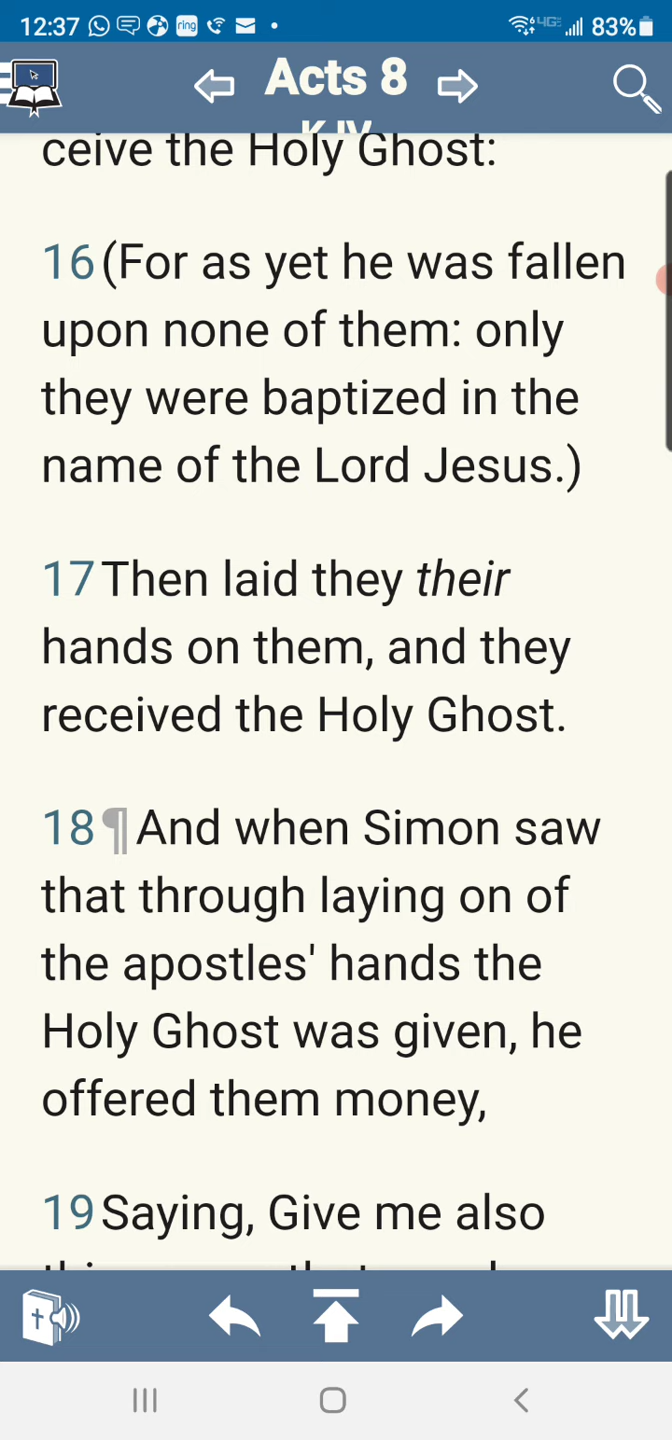 12:37 ring 4GE 83%
Acts 8
KJV
ceive the Holy Ghost:
16 (For as yet he was fallen
upon none of them: only
they were baptized in the
name of the Lord Jesus.)
17 Then laid they their
hands on them, and they
received the Holy Ghost.
18 ¶ And when Simon saw
that through laying on of
the apostles' hands the
Holy Ghost was given, he
offered them money,
19 Saying, Give me also